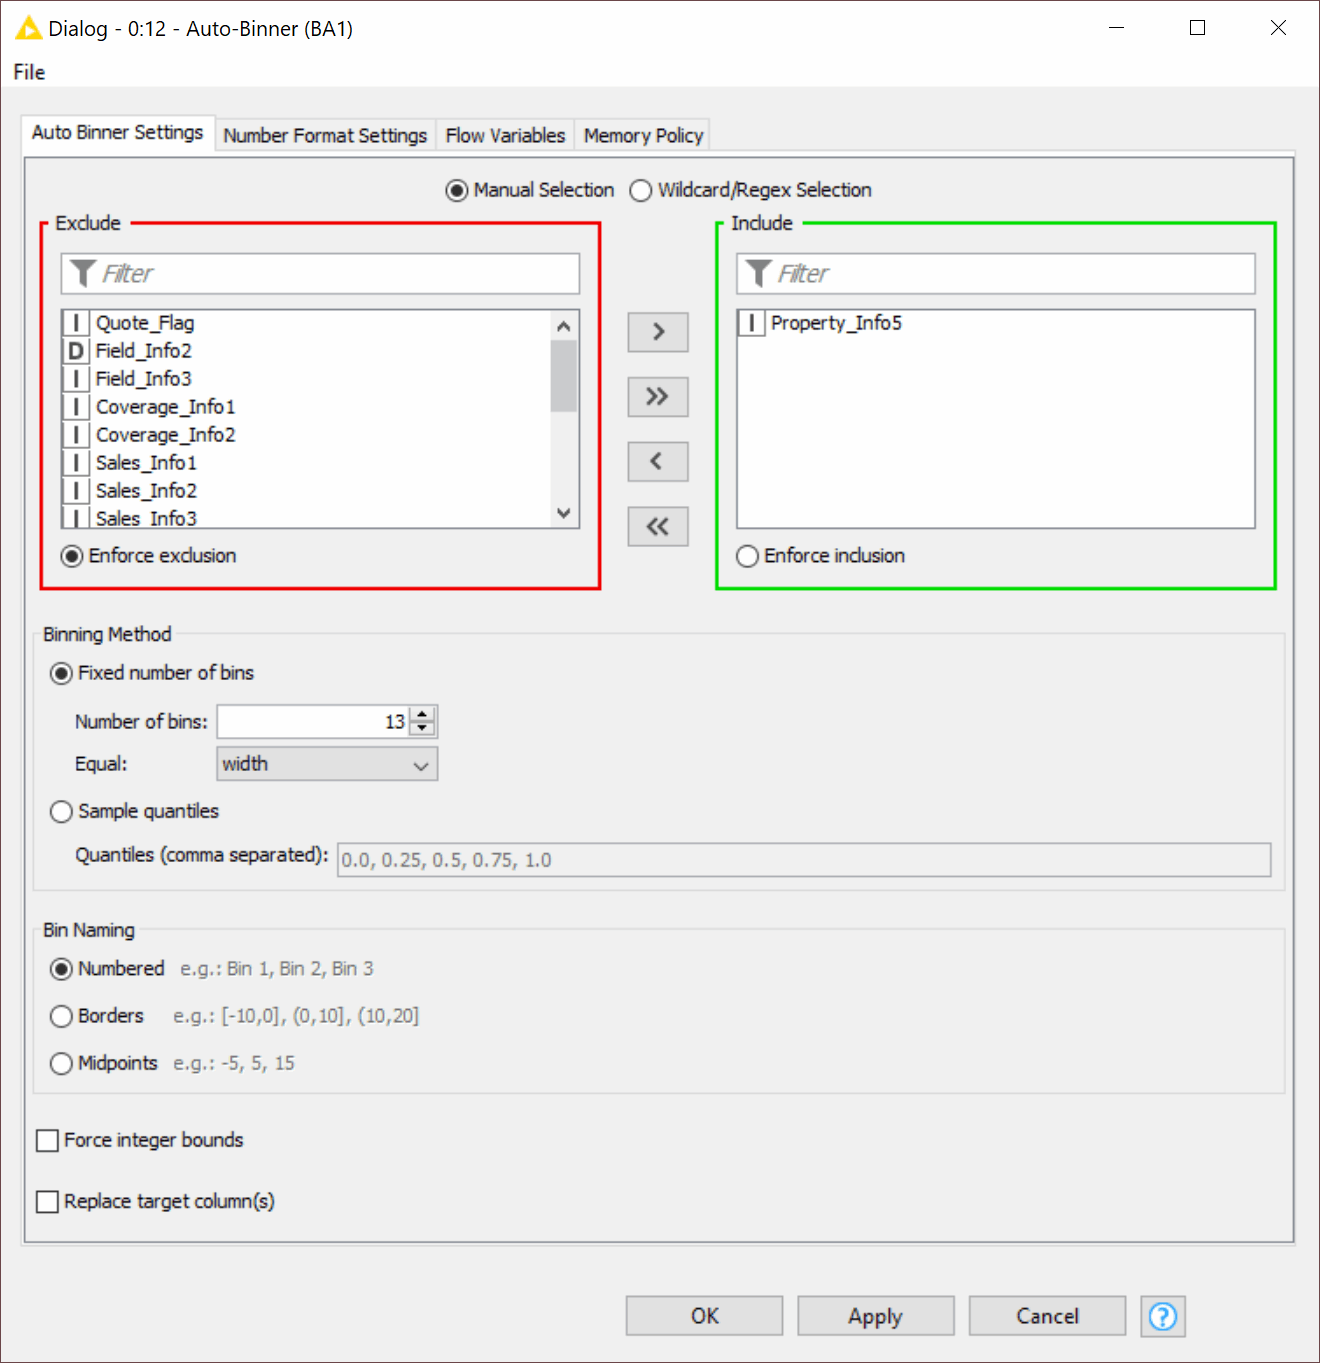 Dialog - 0:12 - Auto-Binner (BA1)
File
Auto Binner Settings Number Format Settings Flow Variables Memory Policy
Manual Selection Wildcard/Regex Selection
Exclude
Filter
I Quote_Flag
D Field_Info2
I Field_Info3
I Coverage_Info1
I Coverage_Info2
I Sales_Info1
I Sales_Info2
I Sales_Info3
Enforce exclusion
>
>>
<
<<
Include
Filter
I Property_Info5
Enforce inclusion
Binning Method
Fixed number of bins
Number of bins: 13
Equal: width
Sample quantiles
Quantiles (comma separated): 0.0, 0.25, 0.5, 0.75, 1.0
Bin Naming
Numbered e.g.: Bin 1, Bin 2, Bin 3
Borders e.g.: [-10,0], (0,10], (10,20]
Midpoints e.g.: -5, 5, 15
Force integer bounds
Replace target column(s)
OK Apply Cancel ?